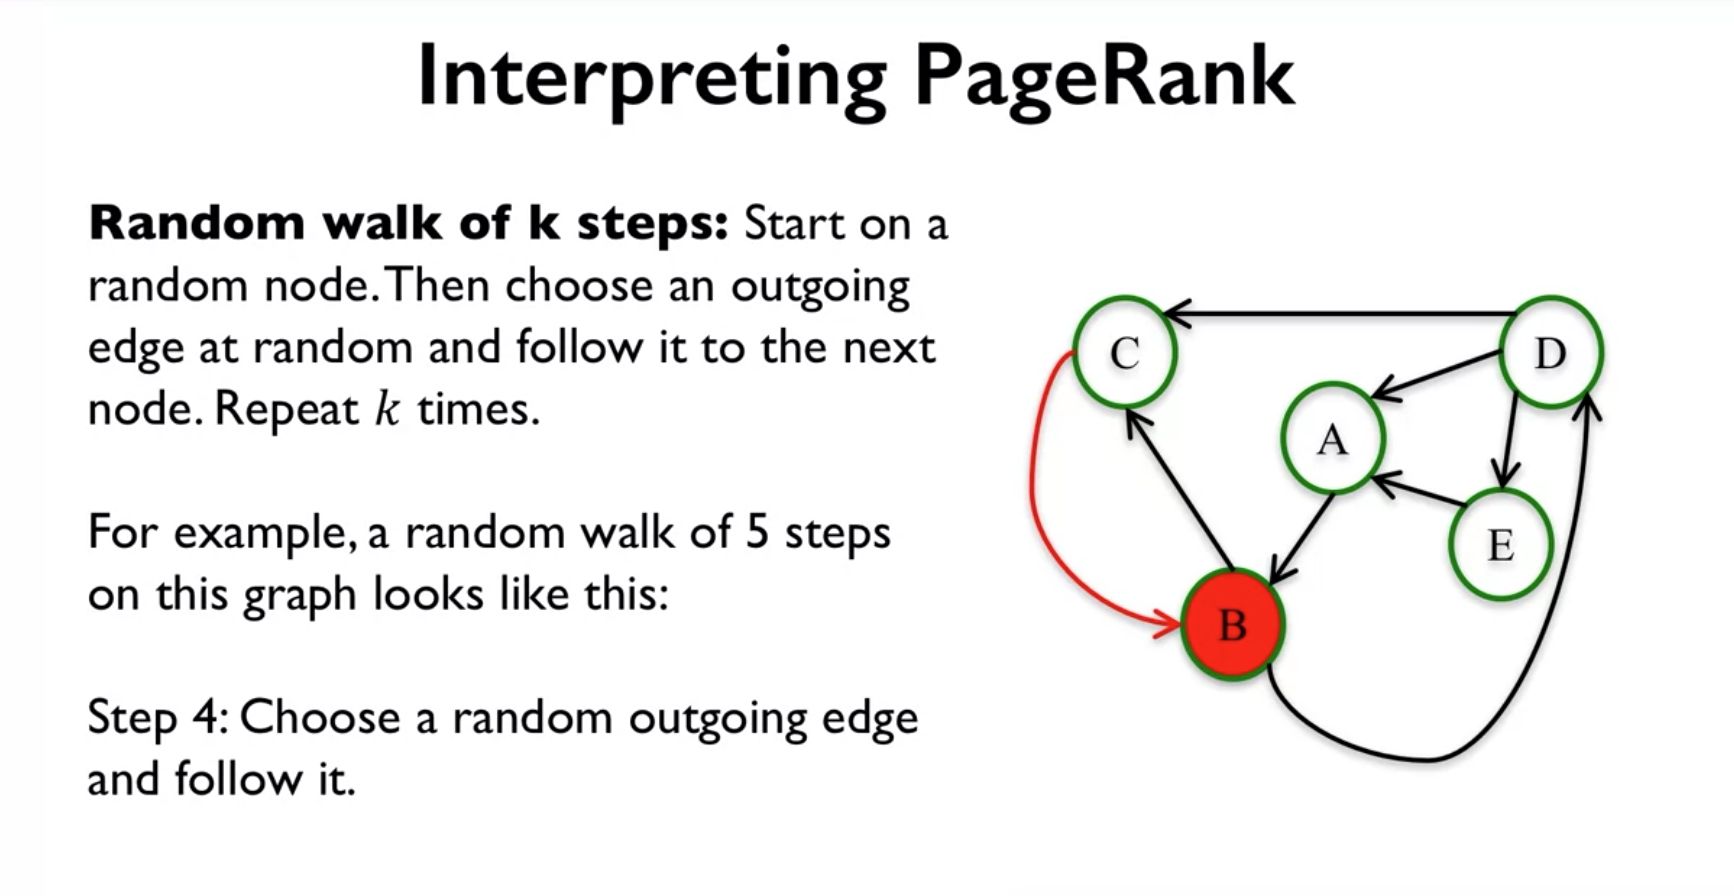 Interpreting PageRank
Random walk of k steps: Start on a
random node. Then choose an outgoing
edge at random and follow it to the next
node. Repeat k times.
For example, a random walk of 5 steps
on this graph looks like this:
Step 4: Choose a random outgoing edge
and follow it.
C
D
A
E
B